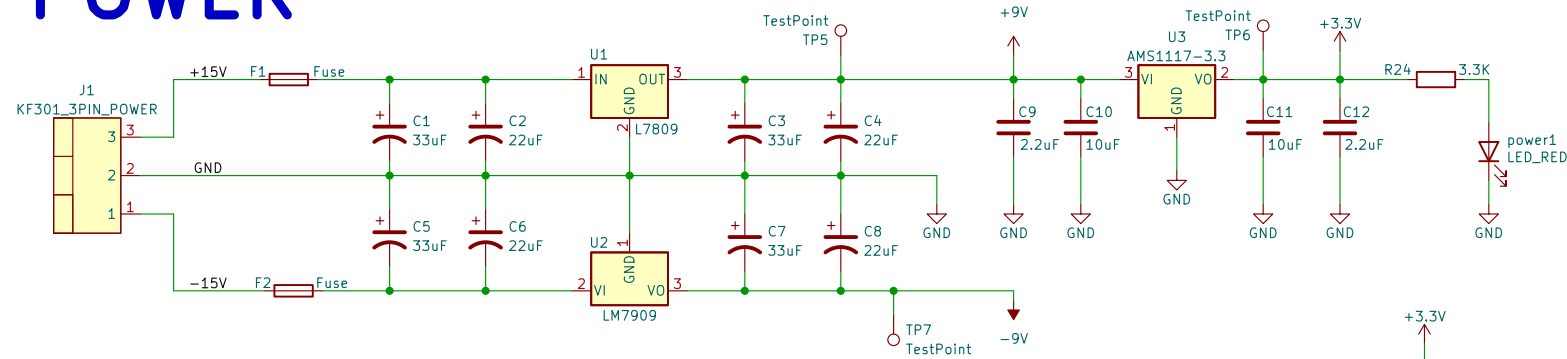 POWER
J1
KF301_3PIN_POWER
3
3
2
2
1
1
+15V
F1
Fuse
GND
-15V
F2
Fuse
+
C1
33uF
+
C2
22uF
+
C5
33uF
+
C6
22uF
U1
1
IN
OUT
3
GND
2
L7809
U2
1
GND
2
VI
VO
3
LM7909
TestPoint
TP5
+
C3
33uF
+
C4
22uF
+
C7
33uF
+
C8
22uF
GND
TP7
TestPoint
-9V
+9V
C9
2.2uF
GND
C10
10uF
GND
U3
AMS1117-3.3
3
VI
VO
2
GND
1
GND
TestPoint
TP6
+3.3V
C11
10uF
GND
C12
2.2uF
GND
R24
3.3K
power1
LED_RED
GND
+3.3V